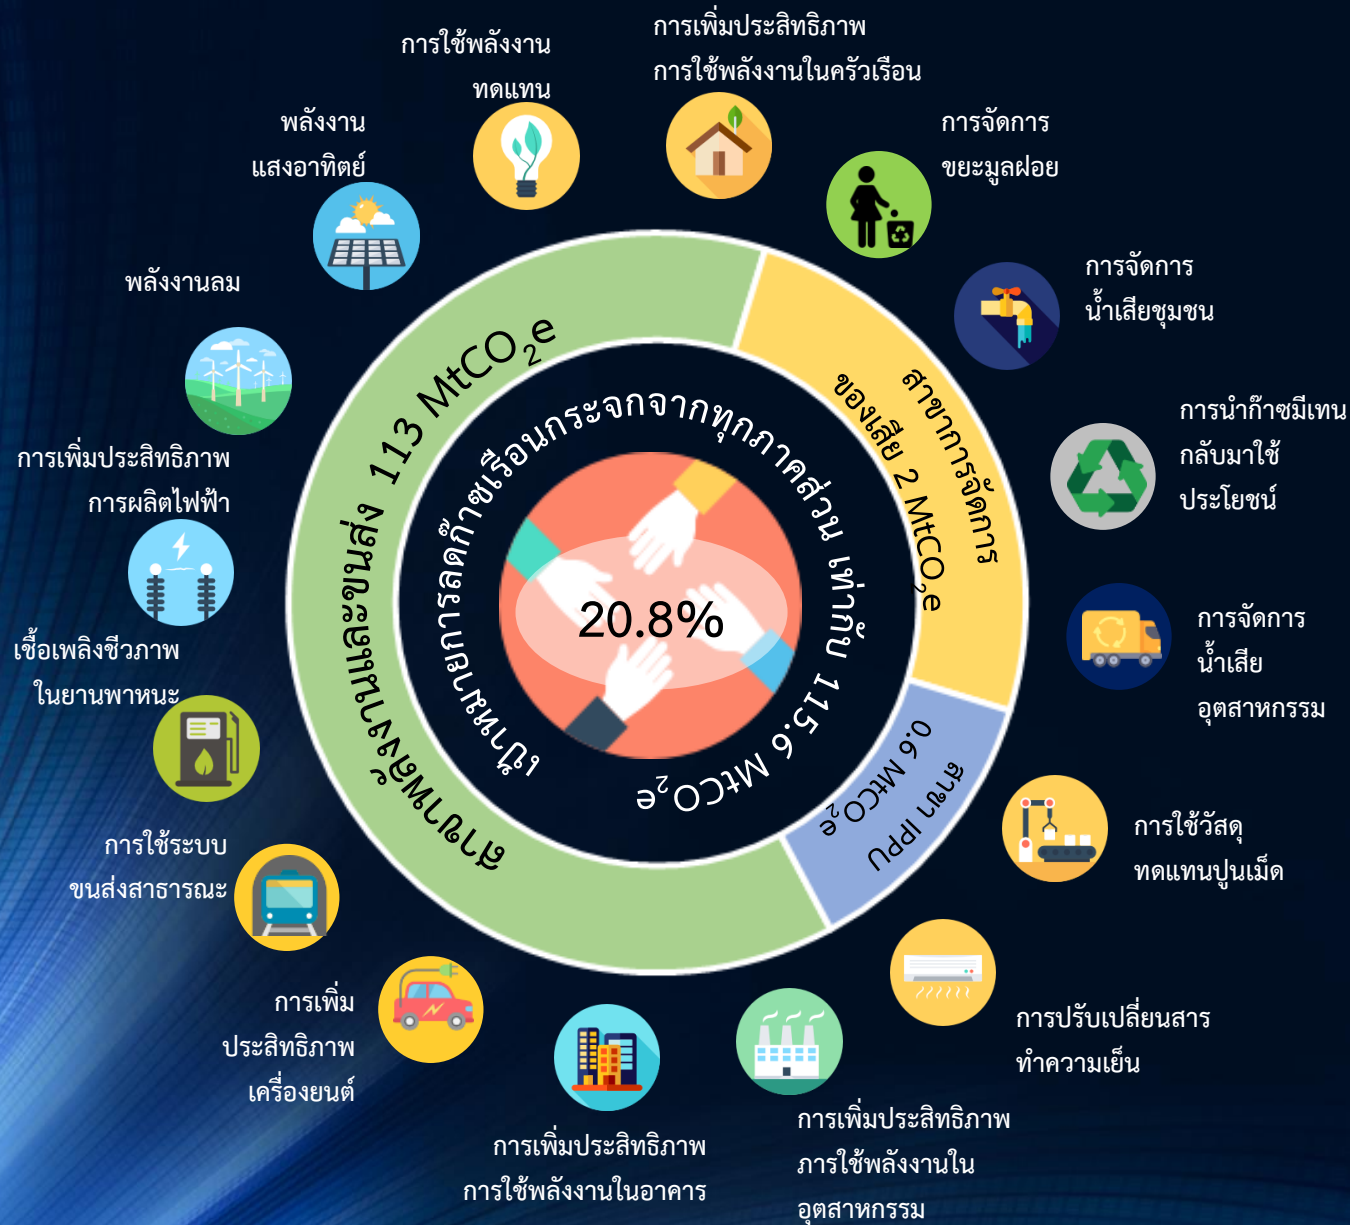 การใช้พลังงาน
ทดแทน
การเพิ่มประสิทธิภาพ
การใช้พลังงานในครัวเรือน
พลังงาน
แสงอาทิตย์
การจัดการ
ขยะมูลฝอย
พลังงานลม
การจัดการ
น้ำเสียชุมชน
การเพิ่มประสิทธิภาพ
การผลิตไฟฟ้า
การนำก๊าซมีเทน
กลับมาใช้
ประโยชน์
เชื้อเพลิงชีวภาพ
ในยานพาหนะ
การจัดการ
น้ำเสีย
อุตสาหกรรม
การใช้ระบบ
ขนส่งสาธารณะ
การใช้วัสดุ
ทดแทนปูนเม็ด
การเพิ่ม
ประสิทธิภาพ
เครื่องยนต์
การปรับเปลี่ยนสาร
ทำความเย็น
การเพิ่มประสิทธิภาพ
การใช้พลังงานในอาคาร
การเพิ่มประสิทธิภาพ
ภารใช้พลังงานใน
อุตสาหกรรม
สาขาพลังงานและขนส่ง 113 MtCO₂e
สาขาการจัดการ
ของเสีย 2 MtCO₂e
สาขา IPPU
0.6 MtCO₂e
เป้าหมายการลดก๊าซเรือนกระจกจากทุกภาคส่วน เท่ากับ 115.6 MtCO₂e
20.8%